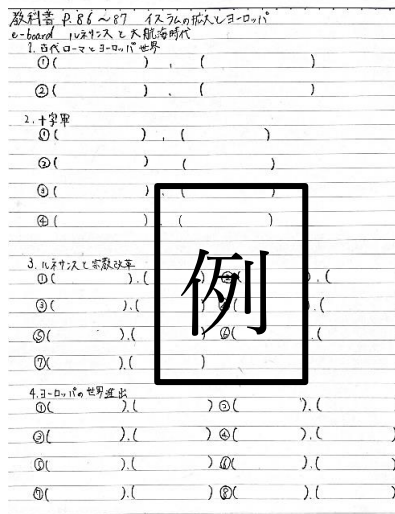 教科書 P.86～87 イスラムの拡大とヨーロッパ
e-board ルネサンスと大航海時代
1.古代ローマとヨーロッパ世界
①( ),( )
②( ),( )
2.十字軍
①( ),( )
②( ) ( )
③( ),( )
④( ),( )
3.ルネサンスと宗教改革
①( ),( ) ②( ),(
③( ),( ),(
⑤( ),( ) ⑥( ),(
⑦( ),( )
例
4.ヨーロッパの世界進出
①( ),( ) ②( ),(
③( ),( ) ④( ),( )
⑤( ),( ) ⑥( ),( )
⑦( ),( ) ⑧( ),( )